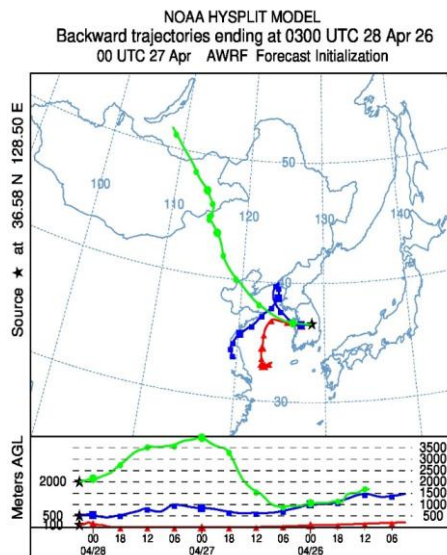 NOAA HYSPLIT MODEL
Backward trajectories ending at 0300 UTC 28 Apr 26
00 UTC 27 Apr AWRF Forecast Initialization
Source ★ at 36.58 N 128.50 E
100
110
120
130
140
50
40
30
Meters AGL
2000
500
100
3500
3000
2500
2000
1500
1000
500
00 18 12 06 00 18 12 06 00 18 12 06
04/28 04/27 04/26